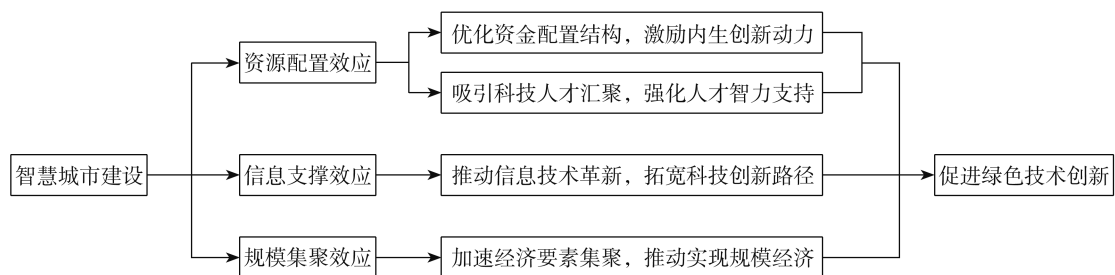 智慧城市建设
资源配置效应
优化资金配置结构，激励内生创新动力
吸引科技人才汇聚，强化人才智力支持
信息支撑效应
推动信息技术革新，拓宽科技创新路径
规模集聚效应
加速经济要素集聚，推动实现规模经济
促进绿色技术创新